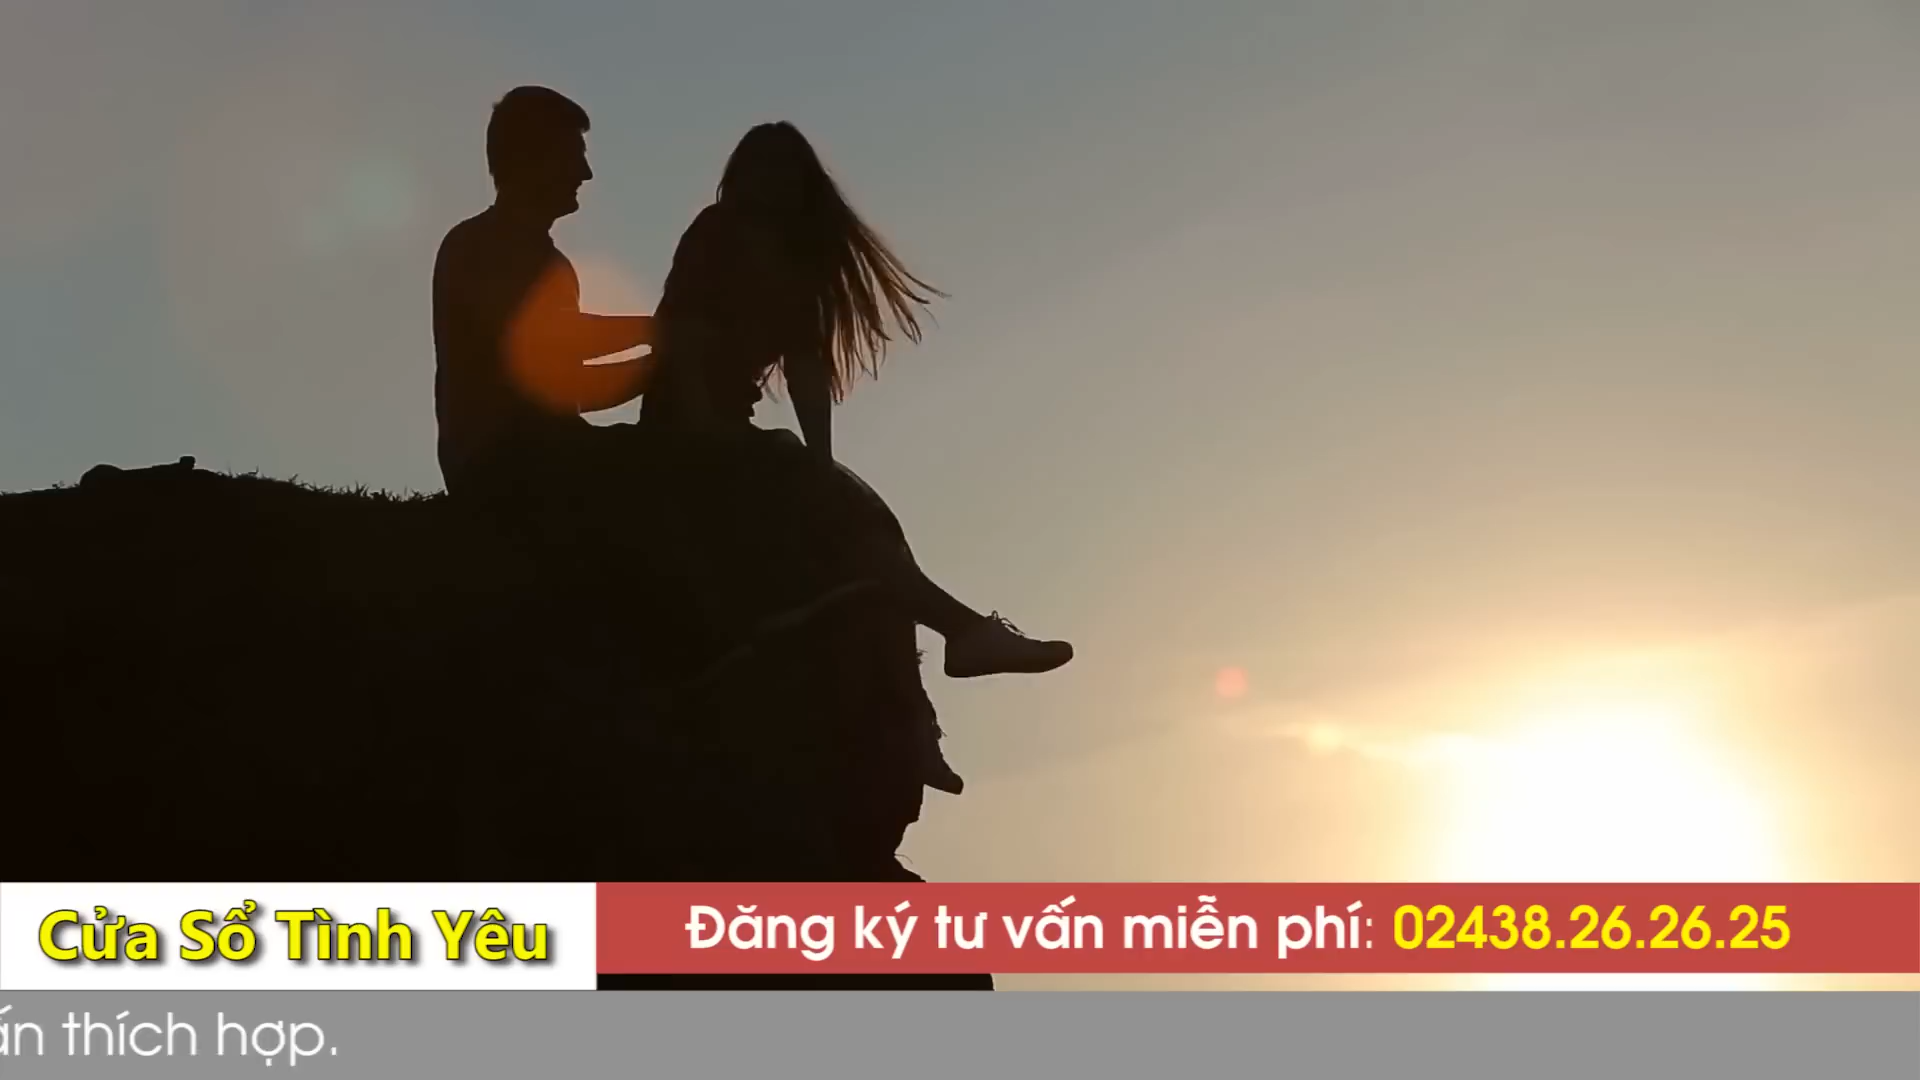 Cửa Sổ Tình Yêu
Đăng ký tư vấn miễn phí: 02438.26.26.25
thích hợp.